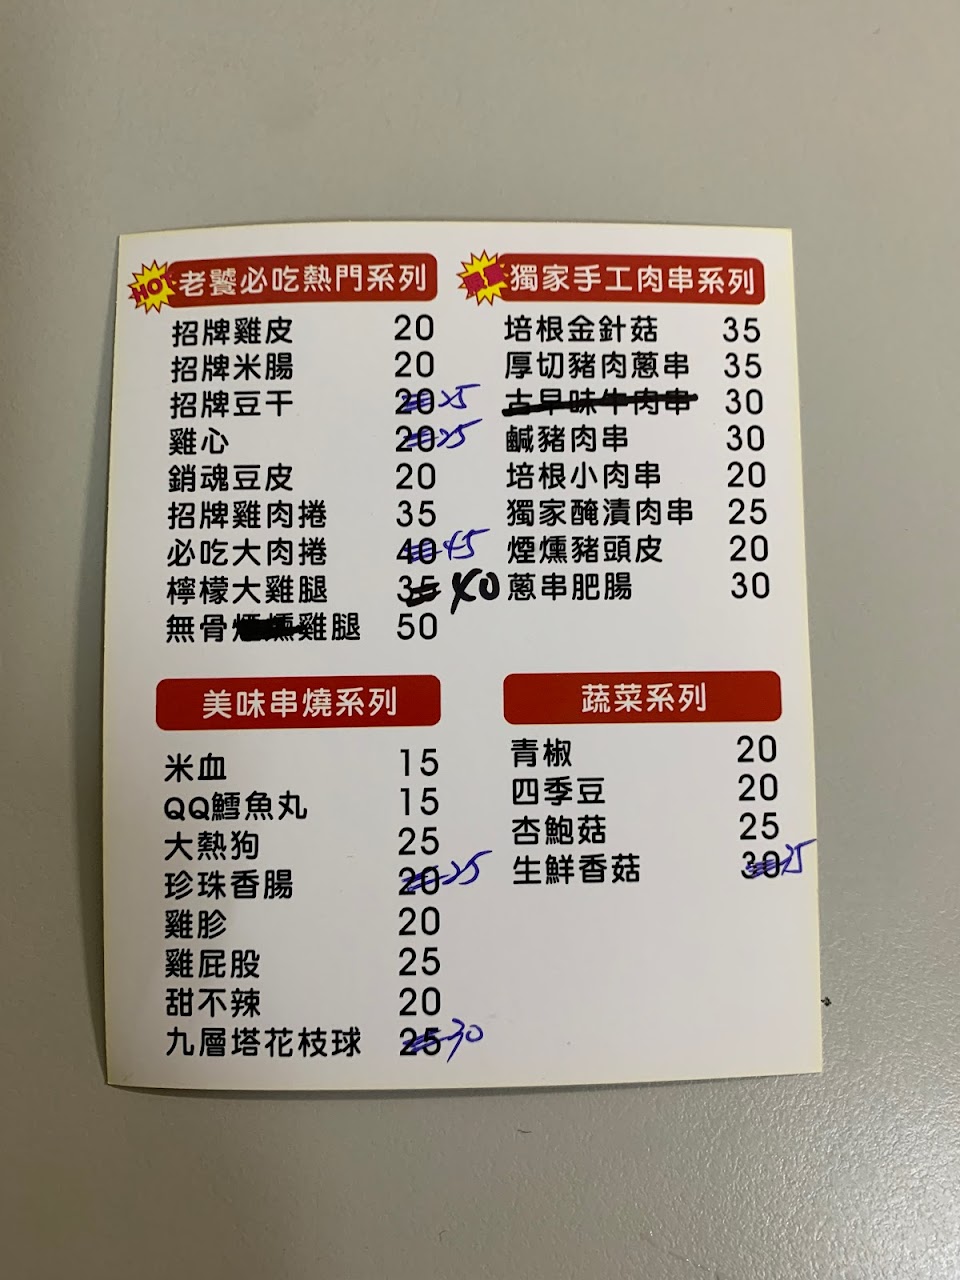 HOT 老饕必吃熱門系列
招牌雞皮 20
招牌米腸 20
招牌豆干 20 25
雞心 20 25
銷魂豆皮 20
招牌雞肉捲 35
必吃大肉捲 40 45
檸檬大雞腿 35 40
無骨煙燻雞腿 50
獨家手工肉串系列
培根金針菇 35
厚切豬肉蔥串 35
古早味牛肉串 30
鹹豬肉串 30
培根小肉串 20
獨家醃漬肉串 25
煙燻豬頭皮 20
蔥串肥腸 30
美味串燒系列
米血 15
QQ鱈魚丸 15
大熱狗 25
珍珠香腸 20 25
雞胗 20
雞屁股 25
甜不辣 20
九層塔花枝球 25 30
蔬菜系列
青椒 20
四季豆 20
杏鮑菇 25
生鮮香菇 30 25